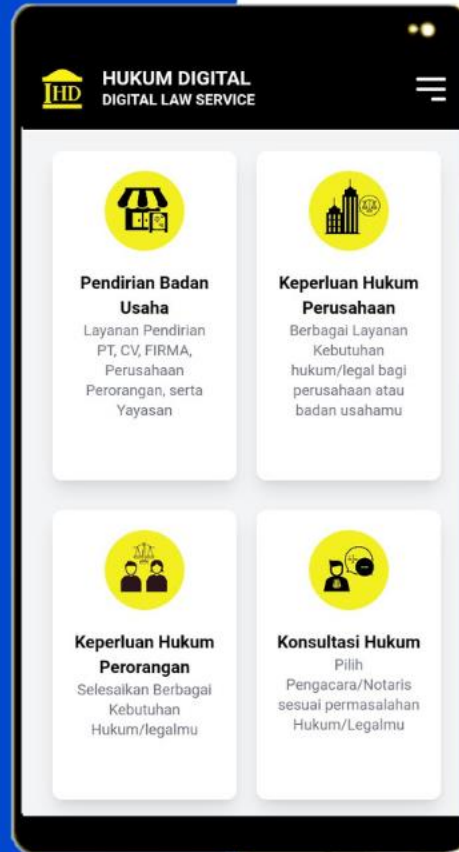 IHD
HUKUM DIGITAL
DIGITAL LAW SERVICE
Pendirian Badan
Usaha
Layanan Pendirian
PT, CV, FIRMA,
Perusahaan
Perorangan, serta
Yayasan
Keperluan Hukum
Perusahaan
Berbagai Layanan
Kebutuhan
hukum/legal bagi
perusahaan atau
badan usahamu
Keperluan Hukum
Perorangan
Selesaikan Berbagai
Kebutuhan
Hukum/legalmu
Konsultasi Hukum
Pilih
Pengacara/Notaris
sesuai permasalahan
Hukum/Legalmu